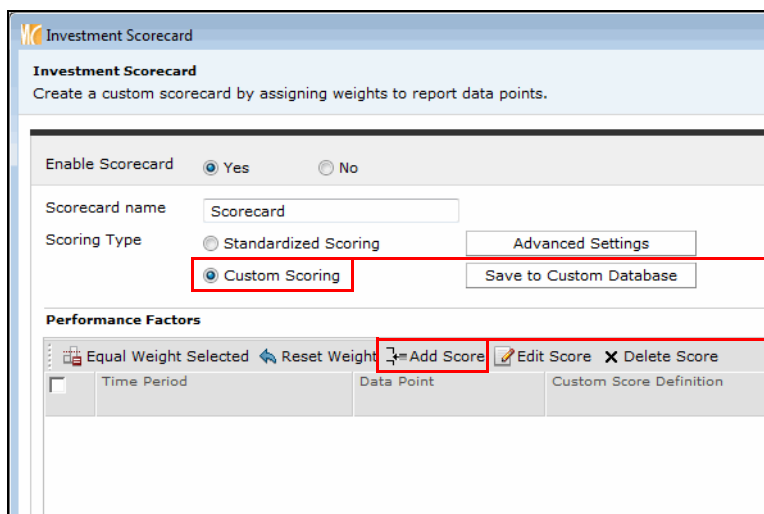 Investment Scorecard
Investment Scorecard
Create a custom scorecard by assigning weights to report data points.
Enable Scorecard Yes No
Scorecard name Scorecard
Scoring Type Standardized Scoring Advanced Settings
Custom Scoring Save to Custom Database
Performance Factors
Equal Weight Selected Reset Weight Add Score Edit Score Delete Score
Time Period Data Point Custom Score Definition